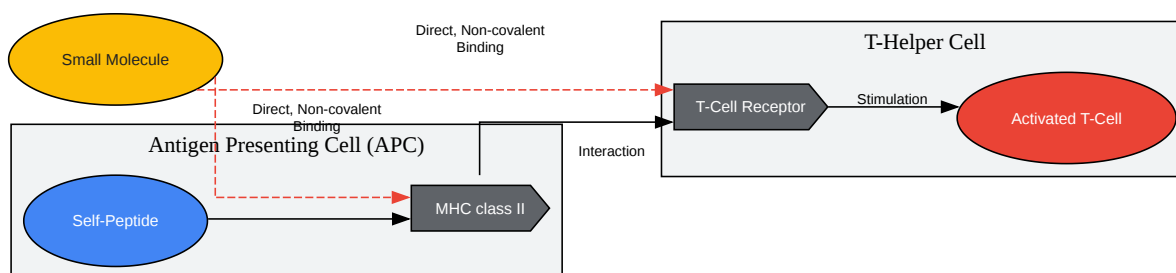 Direct, Non-covalent
Binding
T-Helper Cell
Small Molecule
Direct, Non-covalent
Binding
T-Cell Receptor
Stimulation
Activated T-Cell
Antigen Presenting Cell (APC)
Interaction
Self-Peptide
MHC class II